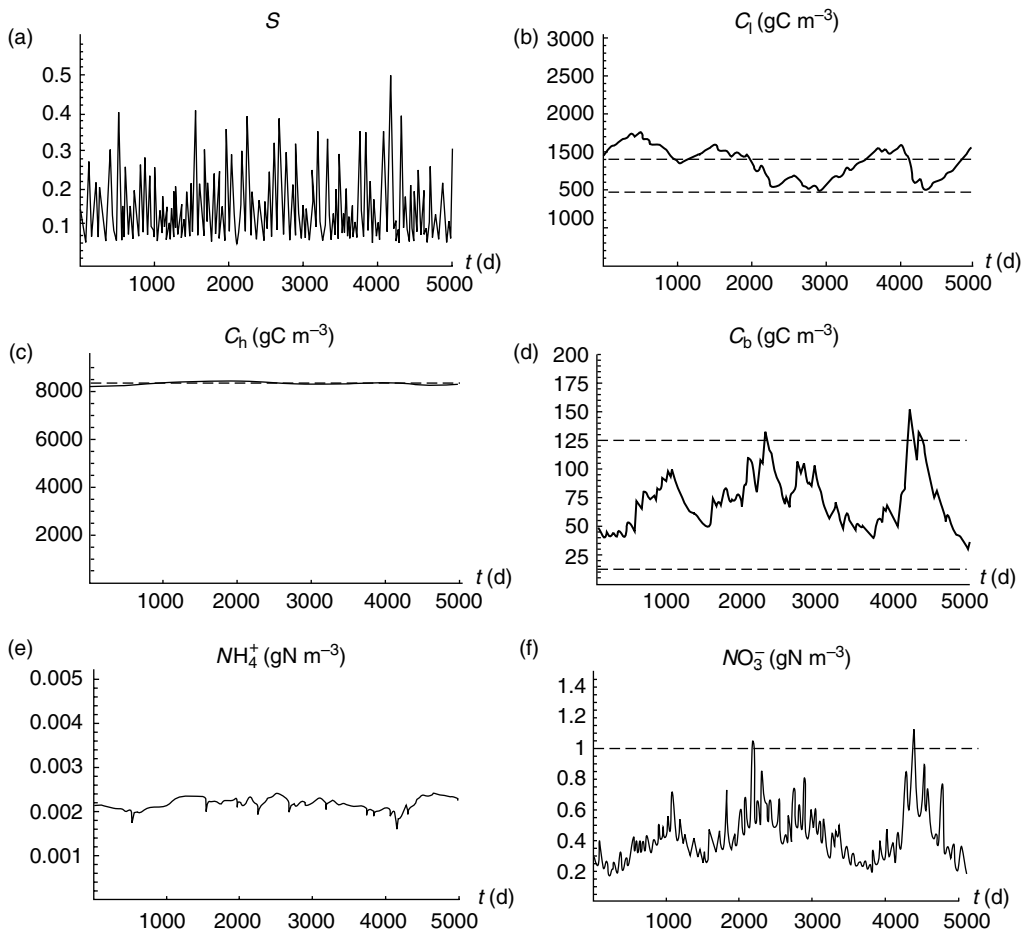 (a)
S
0.5
0.4
0.3
0.2
0.1
1000 2000 3000 4000 5000
t (d)
(b)
C_l (gC m⁻³)
3000
2500
2000
1500
500
1000
1000 2000 3000 4000 5000
t (d)
(c)
C_h (gC m⁻³)
8000
6000
4000
2000
1000 2000 3000 4000 5000
t (d)
(d)
C_b (gC m⁻³)
200
175
150
125
100
75
50
25
1000 2000 3000 4000 5000
t (d)
(e)
NH₄⁺ (gN m⁻³)
0.005
0.004
0.003
0.002
0.001
1000 2000 3000 4000 5000
t (d)
(f)
NO₃⁻ (gN m⁻³)
1.4
1.2
1
0.8
0.6
0.4
0.2
1000 2000 3000 4000 5000
t (d)